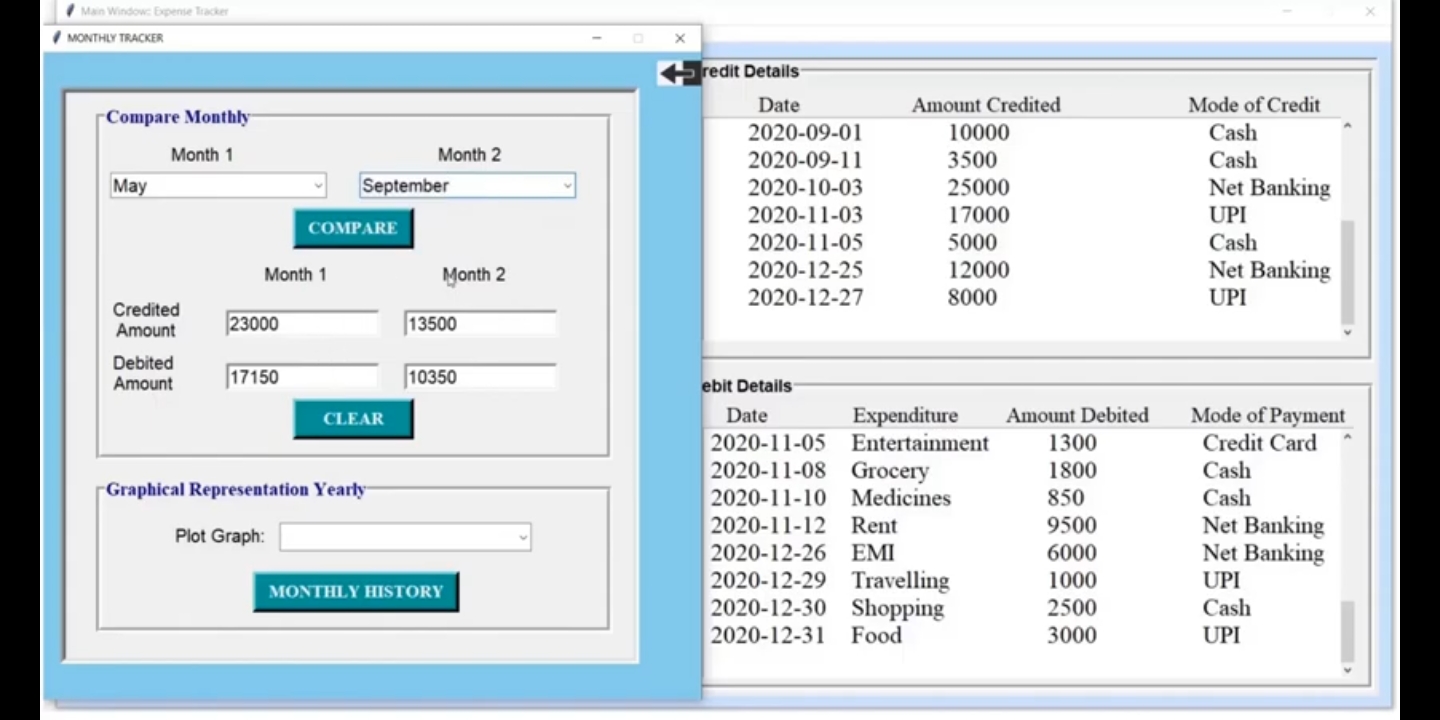 Main Window: Expense Tracker
MONTHLY TRACKER
Compare Monthly
Month 1 Month 2
May September
COMPARE
Month 1 Month 2
Credited
Amount
23000 13500
Debited
Amount
17150 10350
CLEAR
Graphical Representation Yearly
Plot Graph:
MONTHLY HISTORY
redit Details
Date Amount Credited Mode of Credit
2020-09-01 10000 Cash
2020-09-11 3500 Cash
2020-10-03 25000 Net Banking
2020-11-03 17000 UPI
2020-11-05 5000 Cash
2020-12-25 12000 Net Banking
2020-12-27 8000 UPI
ebit Details
Date Expenditure Amount Debited Mode of Payment
2020-11-05 Entertainment 1300 Credit Card
2020-11-08 Grocery 1800 Cash
2020-11-10 Medicines 850 Cash
2020-11-12 Rent 9500 Net Banking
2020-12-26 EMI 6000 Net Banking
2020-12-29 Travelling 1000 UPI
2020-12-30 Shopping 2500 Cash
2020-12-31 Food 3000 UPI